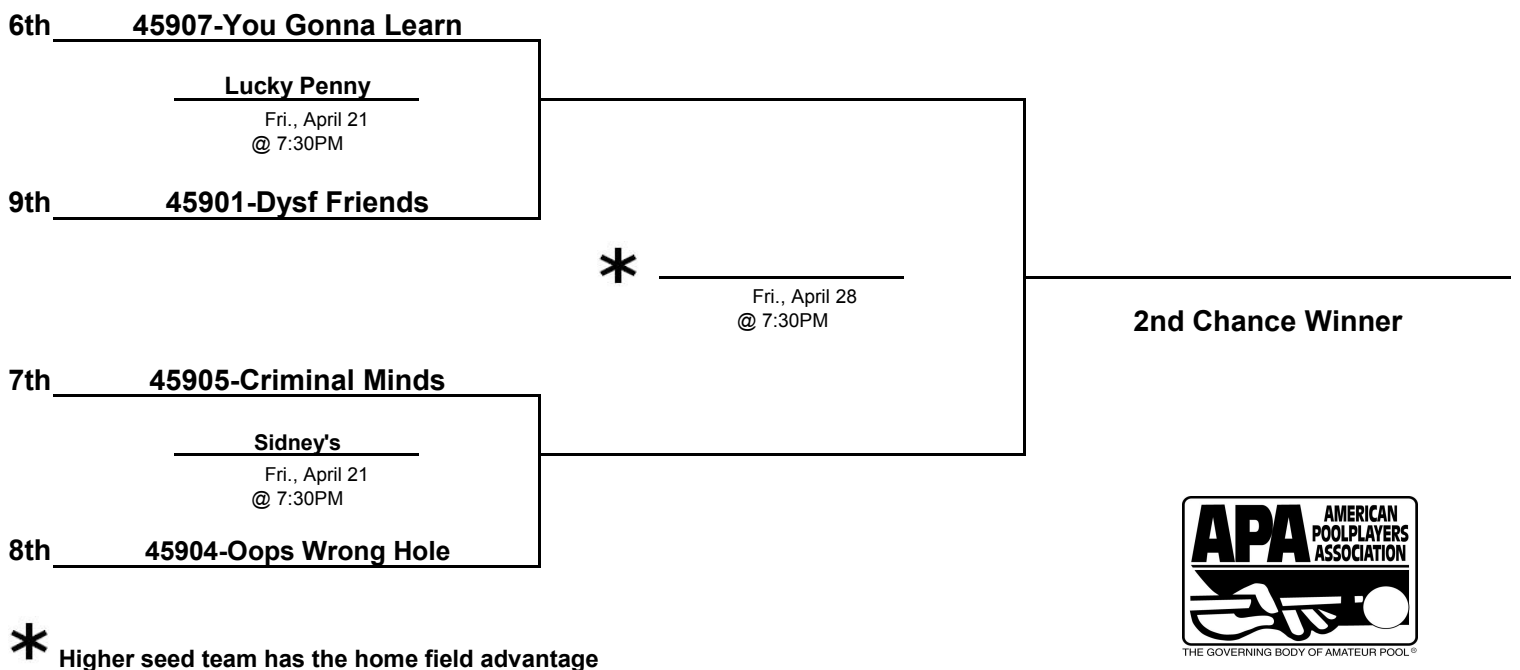 6th 45907-You Gonna Learn
Lucky Penny
Fri., April 21
@ 7:30PM
9th 45901-Dysf Friends
*
Fri., April 28
@ 7:30PM
2nd Chance Winner
7th 45905-Criminal Minds
Sidney's
Fri., April 21
@ 7:30PM
8th 45904-Oops Wrong Hole
APA AMERICAN
POOLPLAYERS
ASSOCIATION
THE GOVERNING BODY OF AMATEUR POOL®
* Higher seed team has the home field advantage